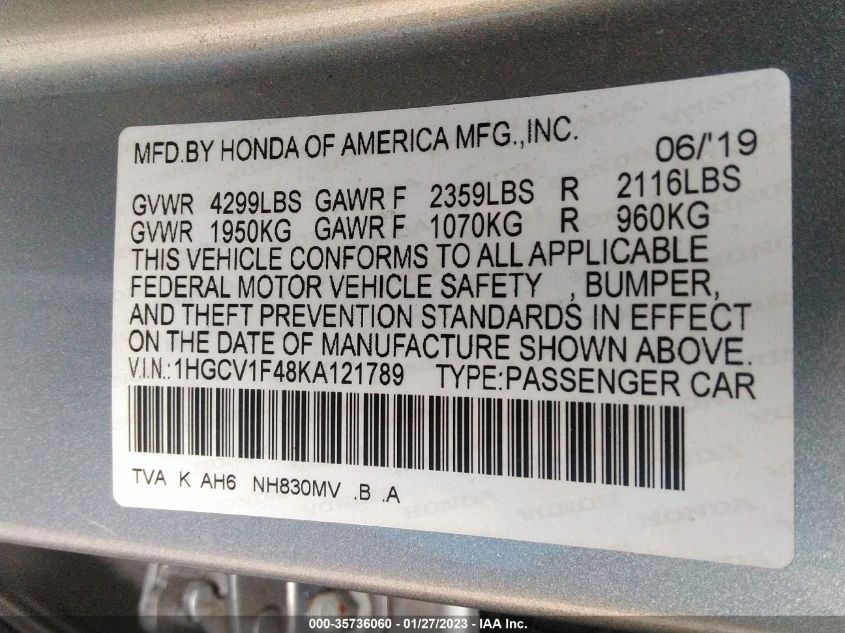 MFD.BY HONDA OF AMERICA MFG.,INC. 06/'19
GVWR 4299LBS GAWR F 2359LBS R 2116LBS
GVWR 1950KG GAWR F 1070KG R 960KG
THIS VEHICLE CONFORMS TO ALL APPLICABLE
FEDERAL MOTOR VEHICLE SAFETY , BUMPER,
AND THEFT PREVENTION STANDARDS IN EFFECT
ON THE DATE OF MANUFACTURE SHOWN ABOVE.
V.I.N.:1HGCV1F48KA121789 TYPE:PASSENGER CAR
TVA K AH6 NH830MV .B .A
000-35736060 — 01/27/2023 — IAA Inc.